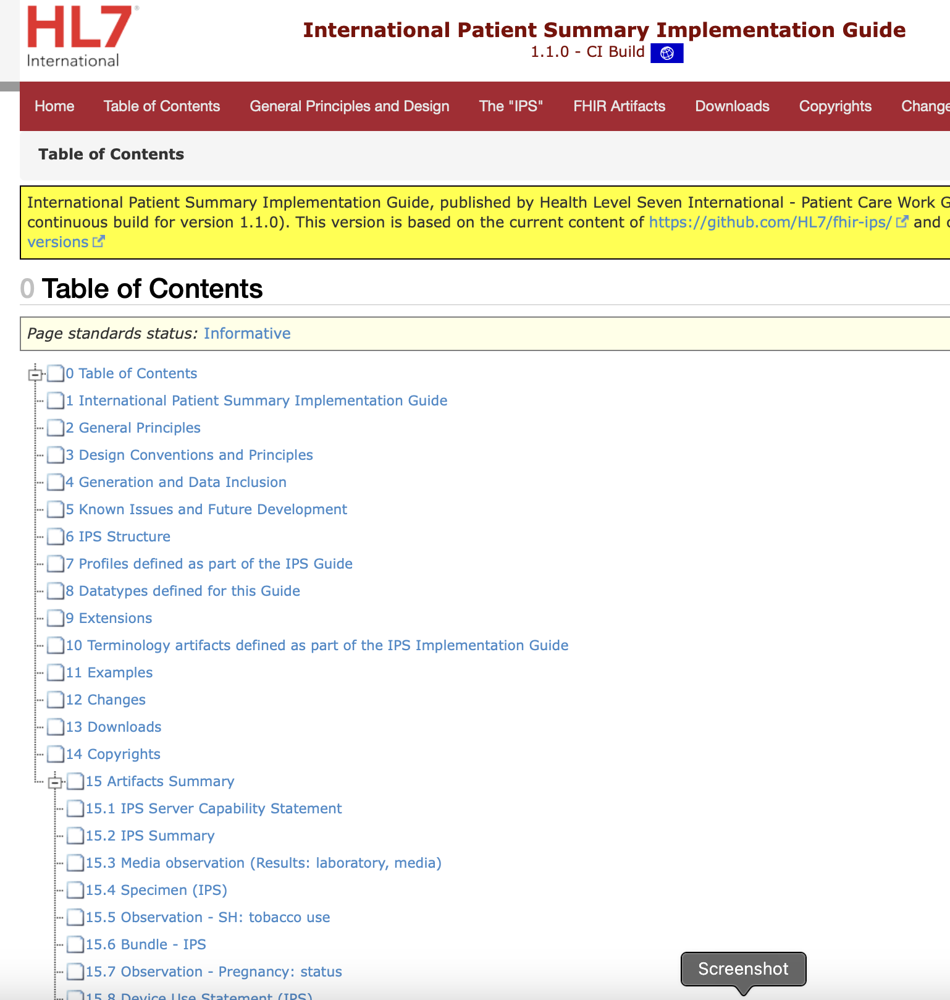 HL7®
International
International Patient Summary Implementation Guide
1.1.0 - CI Build
Home Table of Contents General Principles and Design The "IPS" FHIR Artifacts Downloads Copyrights Change
Table of Contents
International Patient Summary Implementation Guide, published by Health Level Seven International - Patient Care Work G
continuous build for version 1.1.0). This version is based on the current content of https://github.com/HL7/fhir-ips/ and
versions
0 Table of Contents
Page standards status: Informative
0 Table of Contents
1 International Patient Summary Implementation Guide
2 General Principles
3 Design Conventions and Principles
4 Generation and Data Inclusion
5 Known Issues and Future Development
6 IPS Structure
7 Profiles defined as part of the IPS Guide
8 Datatypes defined for this Guide
9 Extensions
10 Terminology artifacts defined as part of the IPS Implementation Guide
11 Examples
12 Changes
13 Downloads
14 Copyrights
15 Artifacts Summary
15.1 IPS Server Capability Statement
15.2 IPS Summary
15.3 Media observation (Results: laboratory, media)
15.4 Specimen (IPS)
15.5 Observation - SH: tobacco use
15.6 Bundle - IPS
15.7 Observation - Pregnancy: status
Screenshot
15.8 Device Use Statement (IPS)